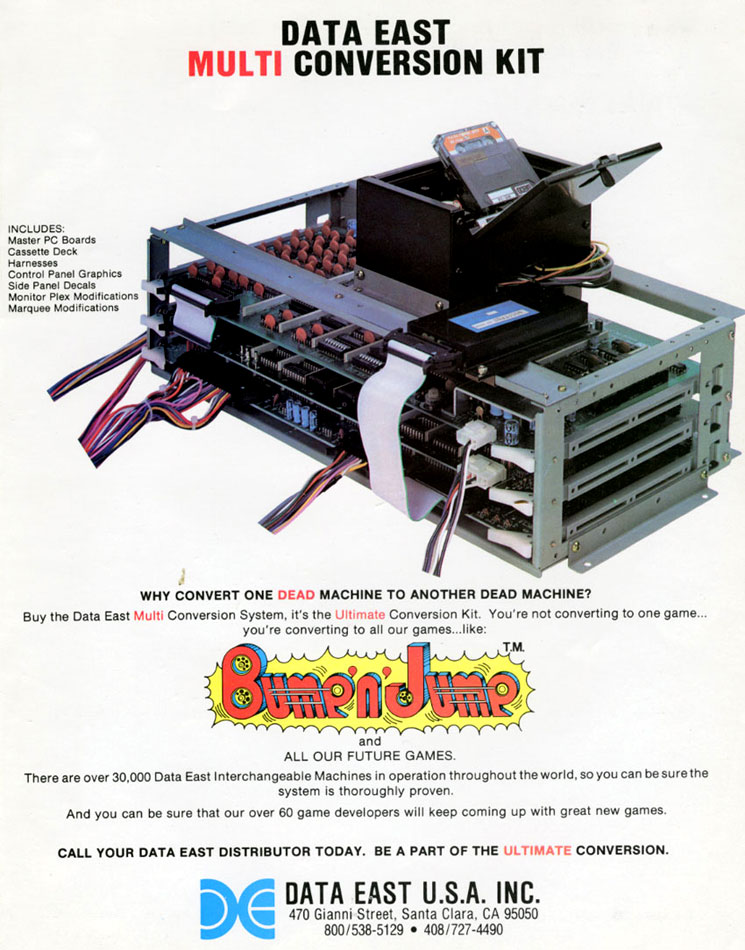 DATA EAST
MULTI CONVERSION KIT
INCLUDES:
Master PC Boards
Cassette Deck
Harnesses
Control Panel Graphics
Side Panel Decals
Monitor Plex Modifications
Marquee Modifications
WHY CONVERT ONE DEAD MACHINE TO ANOTHER DEAD MACHINE?
Buy the Data East Multi Conversion System, it's the Ultimate Conversion Kit. You're not converting to one game...
you're converting to all our games...like:
T.M.
Bump'n'Jump
and
ALL OUR FUTURE GAMES.
There are over 30,000 Data East Interchangeable Machines in operation throughout the world, so you can be sure the
system is thoroughly proven.
And you can be sure that our over 60 game developers will keep coming up with great new games.
CALL YOUR DATA EAST DISTRIBUTOR TODAY. BE A PART OF THE ULTIMATE CONVERSION.
DE DATA EAST U.S.A. INC.
470 Gianni Street, Santa Clara, CA 95050
800/538-5129 • 408/727-4490